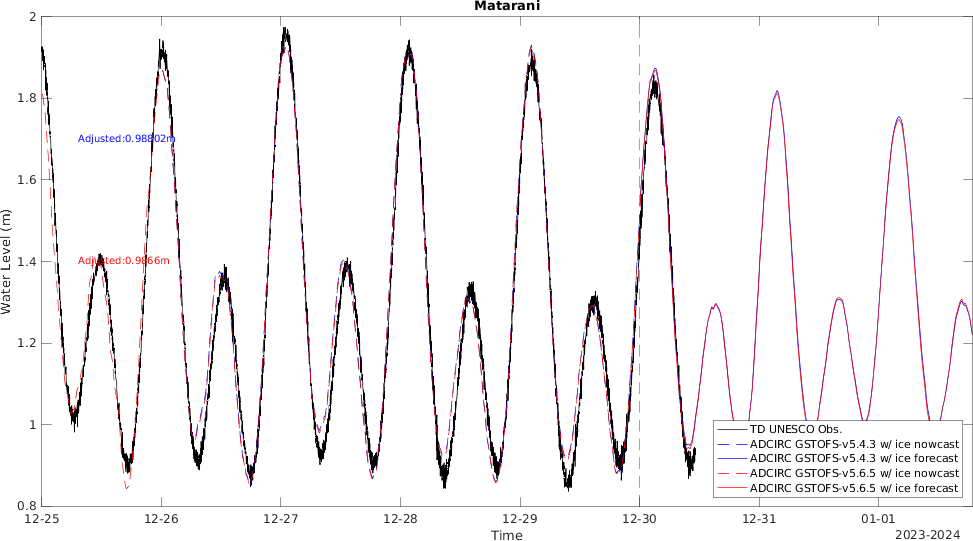 Matarani
2
1.8
1.6
1.4
1.2
1
0.8
Water Level (m)
Adjusted:0.98802m
Adjusted:0.9866m
TD UNESCO Obs.
ADCIRC GSTOFS-v5.4.3 w/ ice nowcast
ADCIRC GSTOFS-v5.4.3 w/ ice forecast
ADCIRC GSTOFS-v5.6.5 w/ ice nowcast
ADCIRC GSTOFS-v5.6.5 w/ ice forecast
12-25 12-26 12-27 12-28 12-29 12-30 12-31 01-01
Time
2023-2024